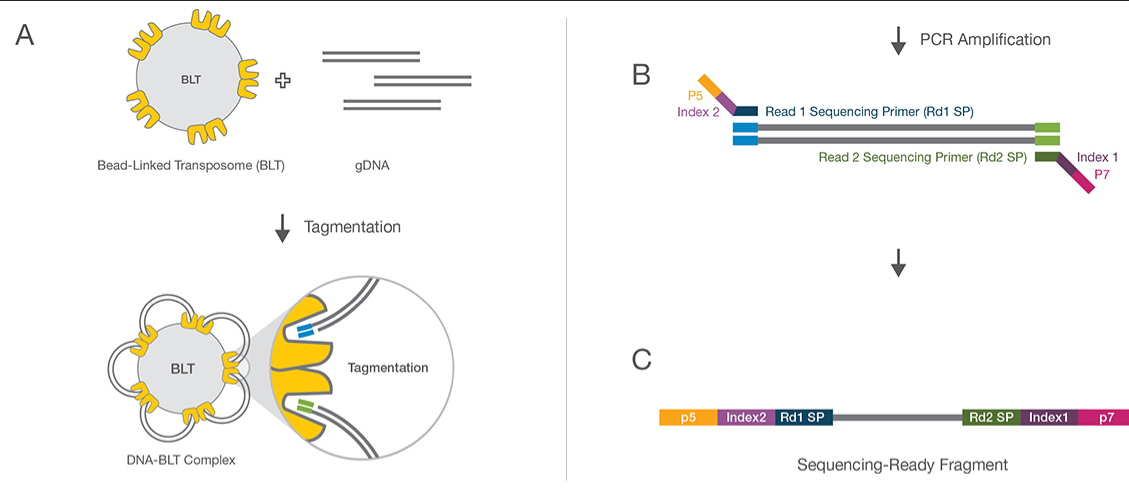 A
BLT
Bead-Linked Transposome (BLT)
gDNA
Tagmentation
BLT
Tagmentation
DNA-BLT Complex
PCR Amplification
B
P5
Index 2
Read 1 Sequencing Primer (Rd1 SP)
Read 2 Sequencing Primer (Rd2 SP)
Index 1
P7
C
p5 Index2 Rd1 SP Rd2 SP Index1 p7
Sequencing-Ready Fragment